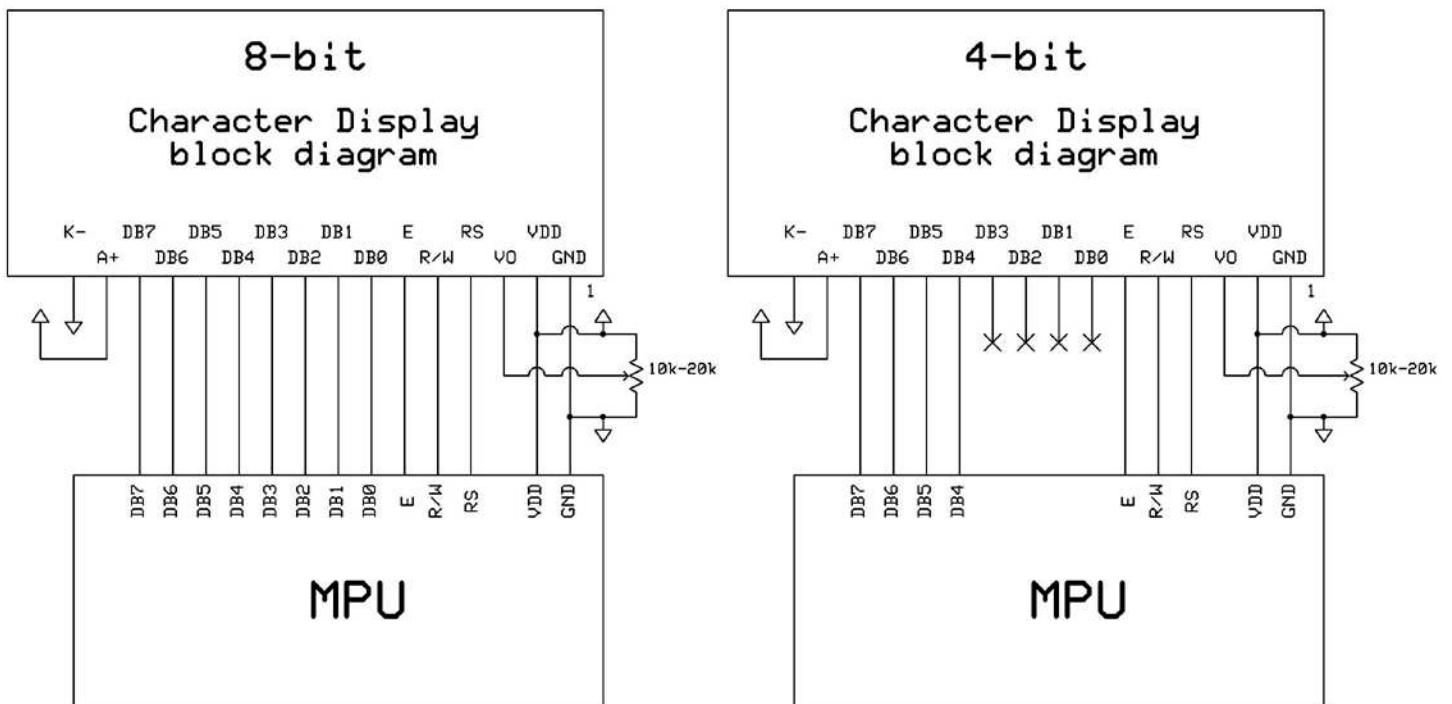 8-bit
Character Display
block diagram
K- DB7 DB5 DB3 DB1 E RS VDD
A+ DB6 DB4 DB2 DB0 R/W VO GND
1
10k-20k
DB7 DB6 DB5 DB4 DB3 DB2 DB1 DB0 E R/W RS VDD GND
MPU
4-bit
Character Display
block diagram
K- DB7 DB5 DB3 DB1 E RS VDD
A+ DB6 DB4 DB2 DB0 R/W VO GND
1
10k-20k
DB7 DB6 DB5 DB4 E R/W RS VDD GND
MPU